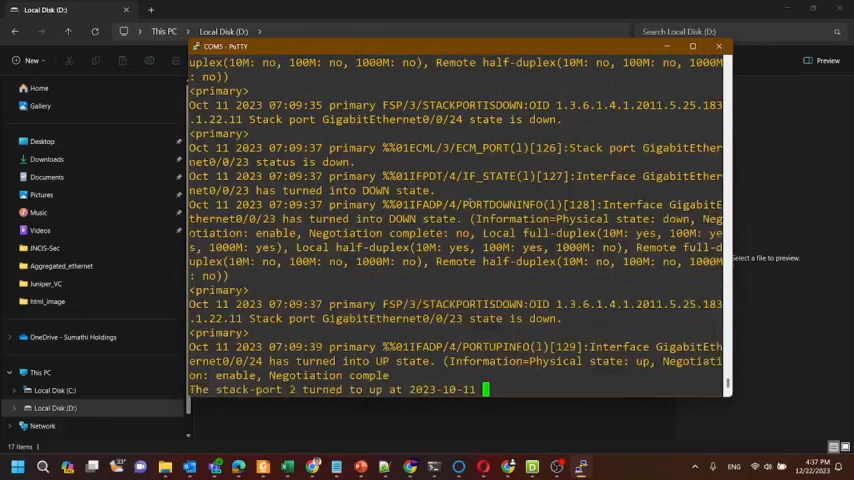 Local Disk (D:)
This PC
Local Disk (D:)
Search Local Disk (D:)
COM5 - PuTTY
New
Preview
uplex(10M: no, 100M: no, 1000M: no), Remote half-duplex(10M: no, 100M: no, 1000M
: no))
<primary>
Oct 11 2023 07:09:35 primary FSP/3/STACKPORTISDOWN:OID 1.3.6.1.4.1.2011.5.25.183
.1.22.11 Stack port GigabitEthernet0/0/24 state is down.
<primary>
Oct 11 2023 07:09:37 primary %%01ECML/3/ECM_PORT(l)[126]:Stack port GigabitEther
net0/0/23 status is down.
Oct 11 2023 07:09:37 primary %%01IFPDT/4/IF_STATE(l)[127]:Interface GigabitEther
net0/0/23 has turned into DOWN state.
Oct 11 2023 07:09:37 primary %%01IFADP/4/PORTDOWNINFO(l)[128]:Interface GigabitE
thernet0/0/23 has turned into DOWN state. (Information=Physical state: down, Neg
otiation: enable, Negotiation complete: no, Local full-duplex(10M: yes, 100M: ye
s, 1000M: yes), Local half-duplex(10M: yes, 100M: yes, 1000M: no), Remote full-d
uplex(10M: no, 100M: no, 1000M: no), Remote half-duplex(10M: no, 100M: no, 1000M
: no))
<primary>
Oct 11 2023 07:09:37 primary FSP/3/STACKPORTISDOWN:OID 1.3.6.1.4.1.2011.5.25.183
.1.22.11 Stack port GigabitEthernet0/0/23 state is down.
<primary>
Oct 11 2023 07:09:39 primary %%01IFADP/4/PORTUPINFO(l)[129]:Interface GigabitEth
ernet0/0/24 has turned into UP state. (Information=Physical state: up, Negotiati
on: enable, Negotiation comple
The stack-port 2 turned to up at 2023-10-11
Home
Gallery
Desktop
Downloads
Documents
Pictures
Music
Videos
JNCIS-Sec
Aggregated_ethernet
Juniper_VC
html_image
OneDrive - Sumathi Holdings
This PC
Local Disk (C:)
Local Disk (D:)
Network
Select a file to preview.
17 items
33°
ENG
4:37 PM
12/22/2023